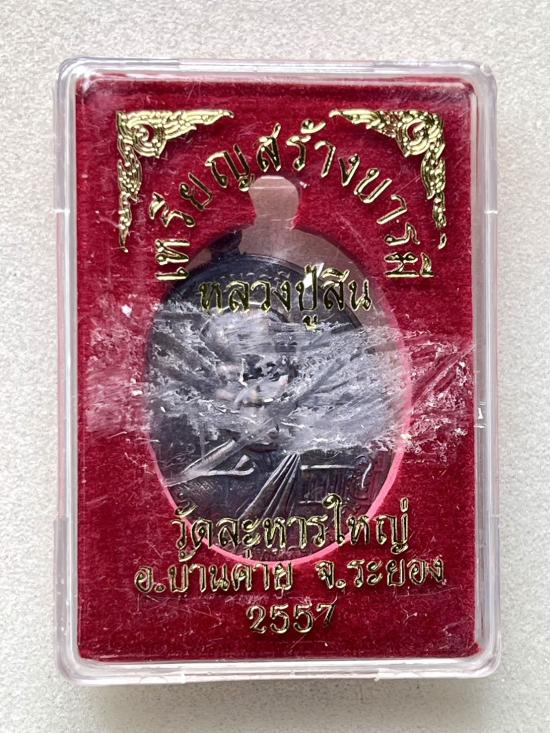 เหรียญสร้างบารมี
หลวงปู่สิน
วัดละหารใหญ่
อ.บ้านค่าย จ.ระยอง
2557